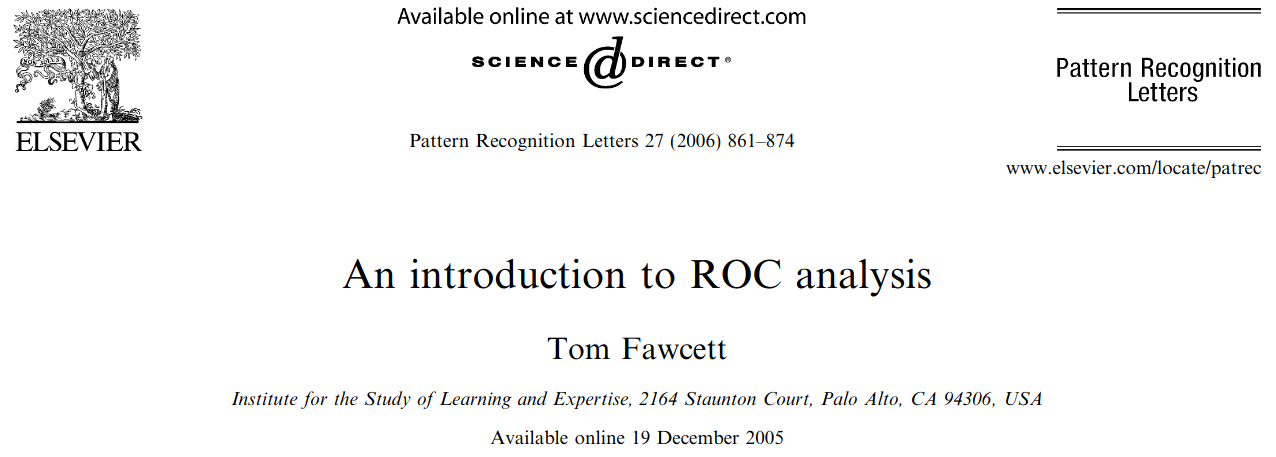 Available online at www.sciencedirect.com
SCIENCE DIRECT®
Pattern Recognition
Letters
ELSEVIER
Pattern Recognition Letters 27 (2006) 861–874
www.elsevier.com/locate/patrec
An introduction to ROC analysis
Tom Fawcett
Institute for the Study of Learning and Expertise, 2164 Staunton Court, Palo Alto, CA 94306, USA
Available online 19 December 2005